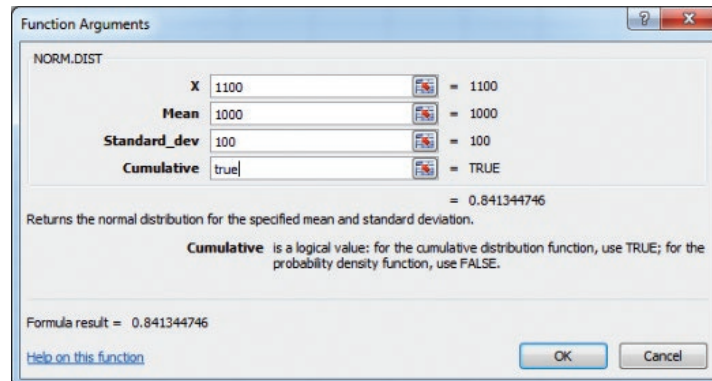 Function Arguments
NORM.DIST
X 1100 = 1100
Mean 1000 = 1000
Standard_dev 100 = 100
Cumulative true = TRUE
= 0.841344746
Returns the normal distribution for the specified mean and standard deviation.
Cumulative is a logical value: for the cumulative distribution function, use TRUE; for the
probability density function, use FALSE.
Formula result = 0.841344746
Help on this function OK Cancel